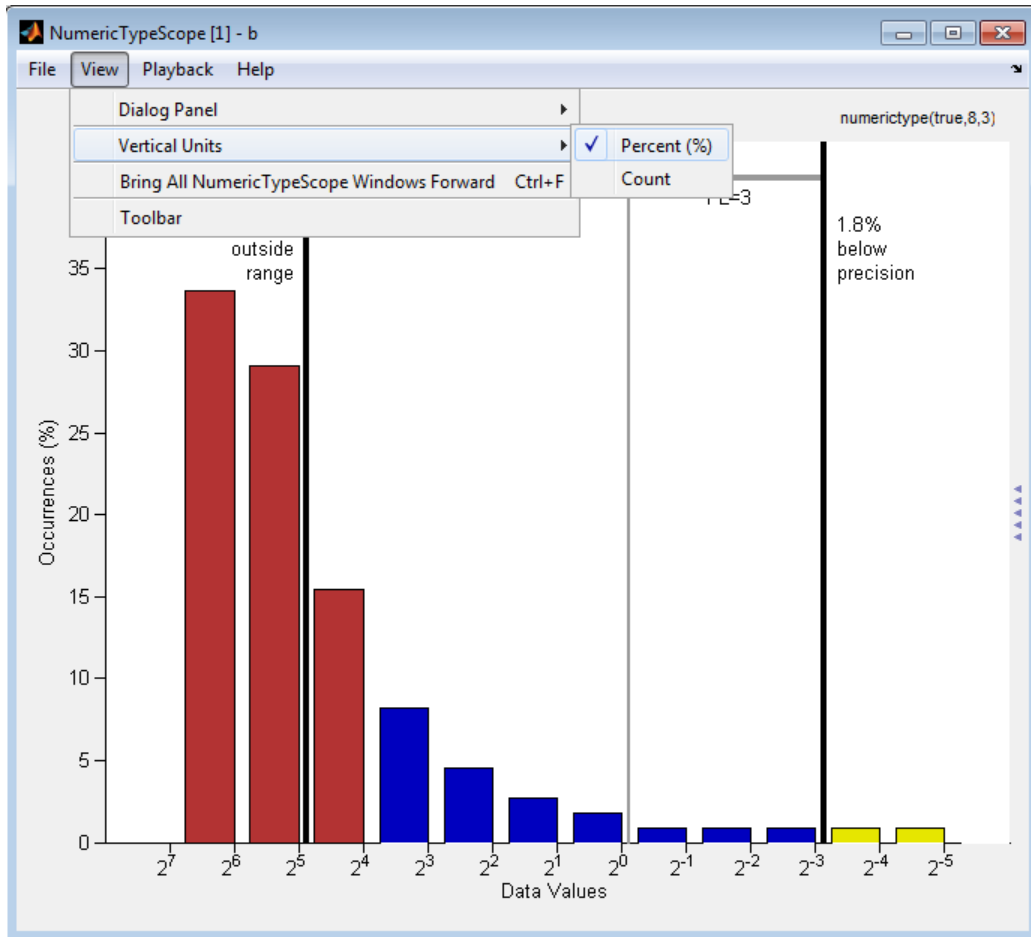 NumericTypeScope [1] - b
File View Playback Help
Dialog Panel
numerictype(true,8,3)
Vertical Units
Percent (%)
Bring All NumericTypeScope Windows Forward Ctrl+F
Count
Toolbar
outside
range
1.8%
below
precision
35
30
25
20
15
10
5
0
Occurrences (%)
2^7 2^6 2^5 2^4 2^3 2^2 2^1 2^0 2^-1 2^-2 2^-3 2^-4 2^-5
Data Values